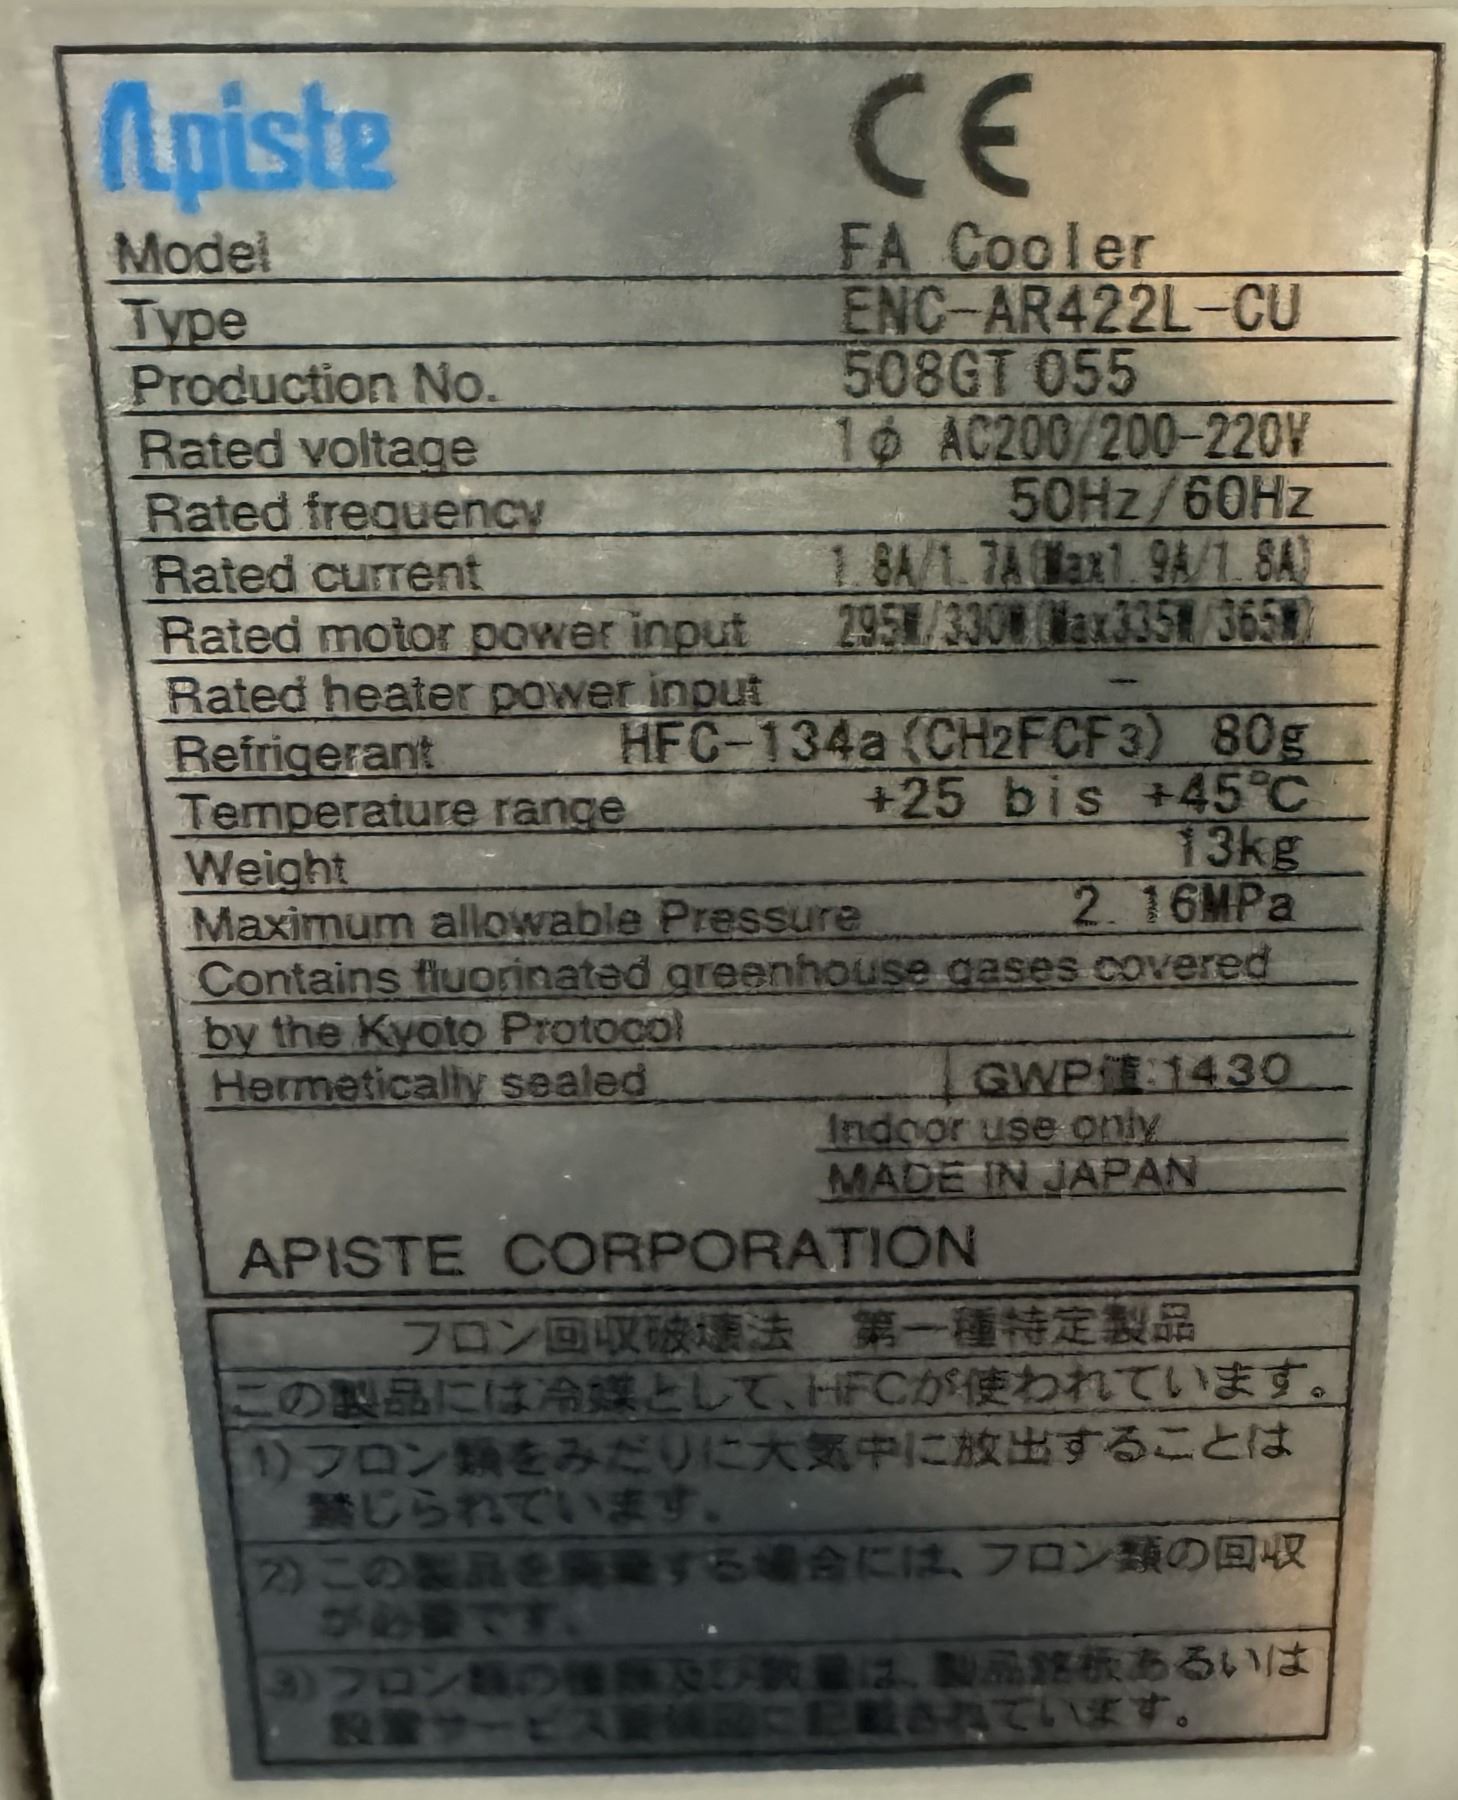 Apiste CE
Model FA Cooler
Type ENC-AR422L-CU
Production No. 508GT 055
Rated voltage 1φ AC200/200-220V
Rated frequency 50Hz/60Hz
Rated current 1.8A/1.7A(Max1.9A/1.8A)
Rated motor power input 295W/330W(Max335W/365W)
Rated heater power input -
Refrigerant HFC-134a(CH2FCF3) 80g
Temperature range +25 bis +45℃
Weight 13kg
Maximum allowable Pressure 2.16MPa
Contains fluorinated greenhouse gases covered
by the Kyoto Protocol
Hermetically sealed GWP値:1430
Indoor use only
MADE IN JAPAN
APISTE CORPORATION
フロン回収破壊法 第一種特定製品
この製品には冷媒として、HFCが使われています。
1)フロン類をみだりに大気中に放出することは
禁じられています。
2)この製品を廃棄する場合には、フロン類の回収
が必要です。
3)フロン類の種類及び数量は、製品銘板あるいは
設置サービス に記載されています。